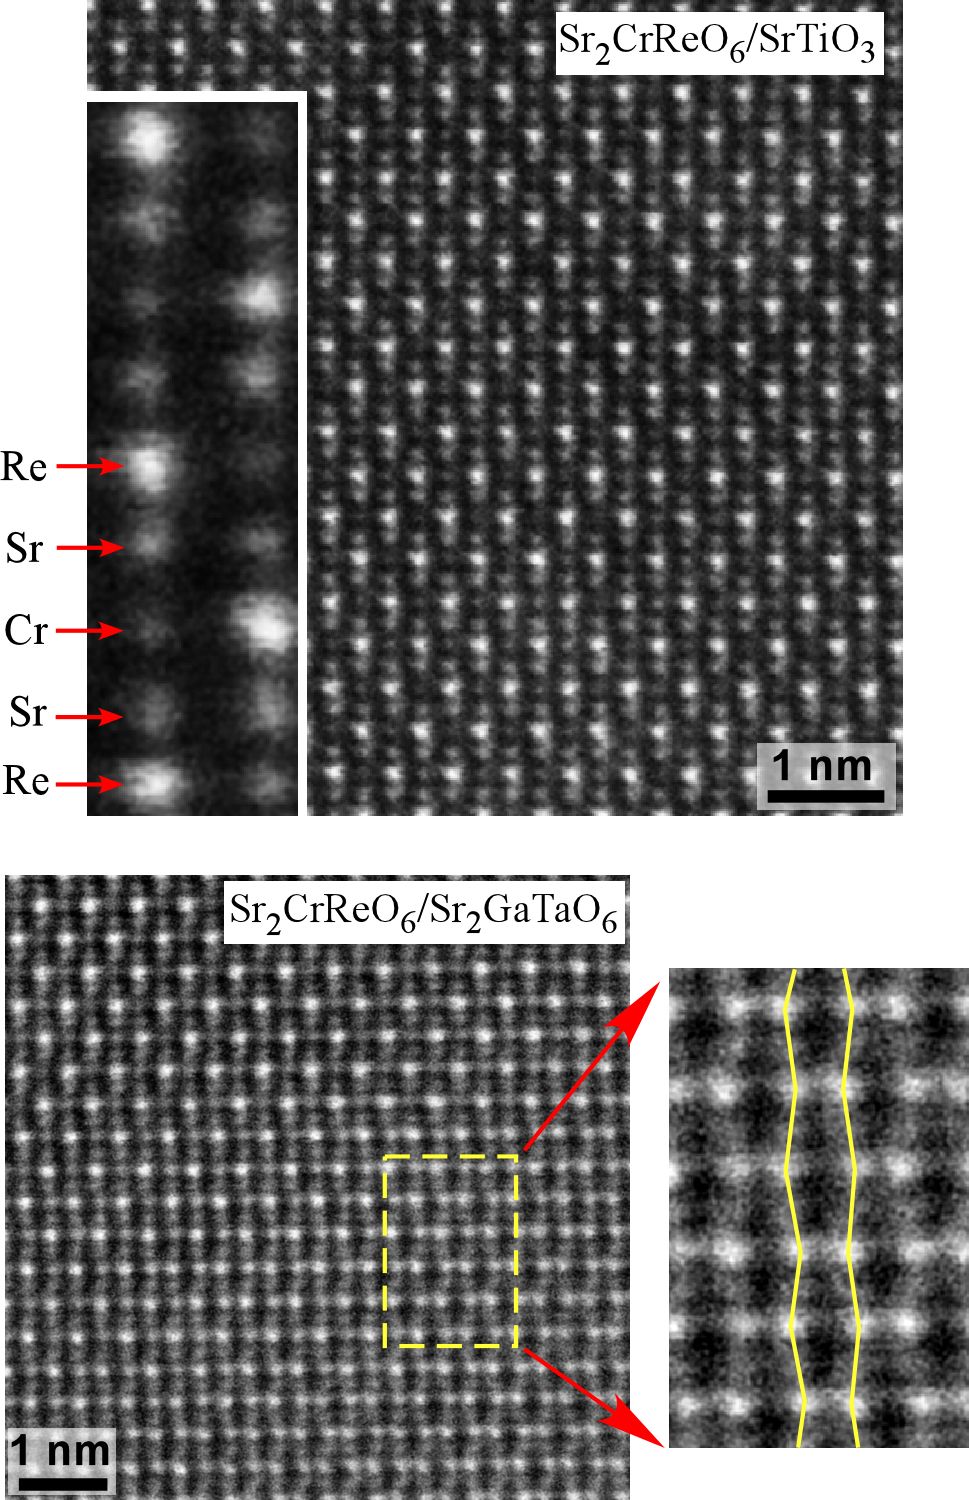 Sr₂CrReO₆/SrTiO₃
Re
Sr
Cr
Sr
Re
1 nm
Sr₂CrReO₆/Sr₂GaTaO₆
1 nm